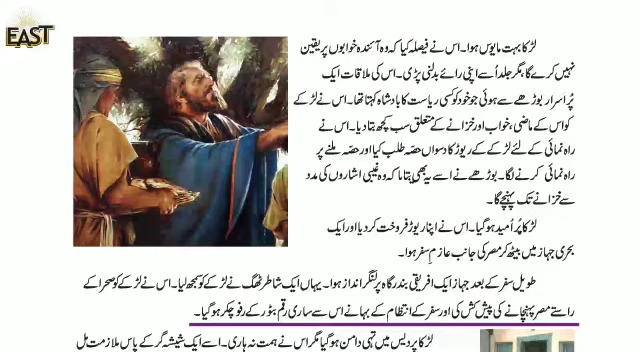 EAST
لڑکا بہت مایوس ہوا۔ اس نے فیصلہ کیا کہ وہ آئندہ خوابوں پر یقین
نہیں کرے گا، مگر جلد اُسے اپنی رائے بدلنی پڑی۔ اس کی ملاقات ایک
پُراسرار بوڑھے سے ہوئی جو خود کو کسی ریاست کا بادشاہ کہتا تھا۔ اس نے لڑکے
کو اس کے ماضی، خواب اور خزانے کے متعلق سب کچھ بتا دیا۔ اس نے
راہ نمائی کے لئے لڑکے کے ریوڑ کا دسواں حصّہ طلب کیا اور حصّہ ملنے پر
راہ نمائی کرنے لگا۔ بوڑھے نے اسے یہ بھی بتایا کہ وہ غیبی اشاروں کی مدد
سے خزانے تک پہنچے گا۔
لڑکا پُر اُمید ہو گیا۔ اس نے اپنا ریوڑ فروخت کر دیا اور ایک
بحری جہاز میں بیٹھ کر مصر کی جانب عازمِ سفر ہوا۔
طویل سفر کے بعد جہاز ایک افریقی بندرگاہ پر لنگر انداز ہوا۔ یہاں ایک شاطر ٹھگ نے لڑکے کو سمجھ لیا۔ اس نے لڑکے کو صحرا کے
راستے مصر پہنچانے کی پیش کش کی اور سفر کے انتظام کے بہانے اس سے ساری رقم بٹور کے رفو چکر ہو گیا۔
لڑکا پردیس میں تہی دامن ہو گیا مگر اس نے ہمت نہ ہاری۔ اسے ایک شیشہ گر کے پاس ملازمت مل